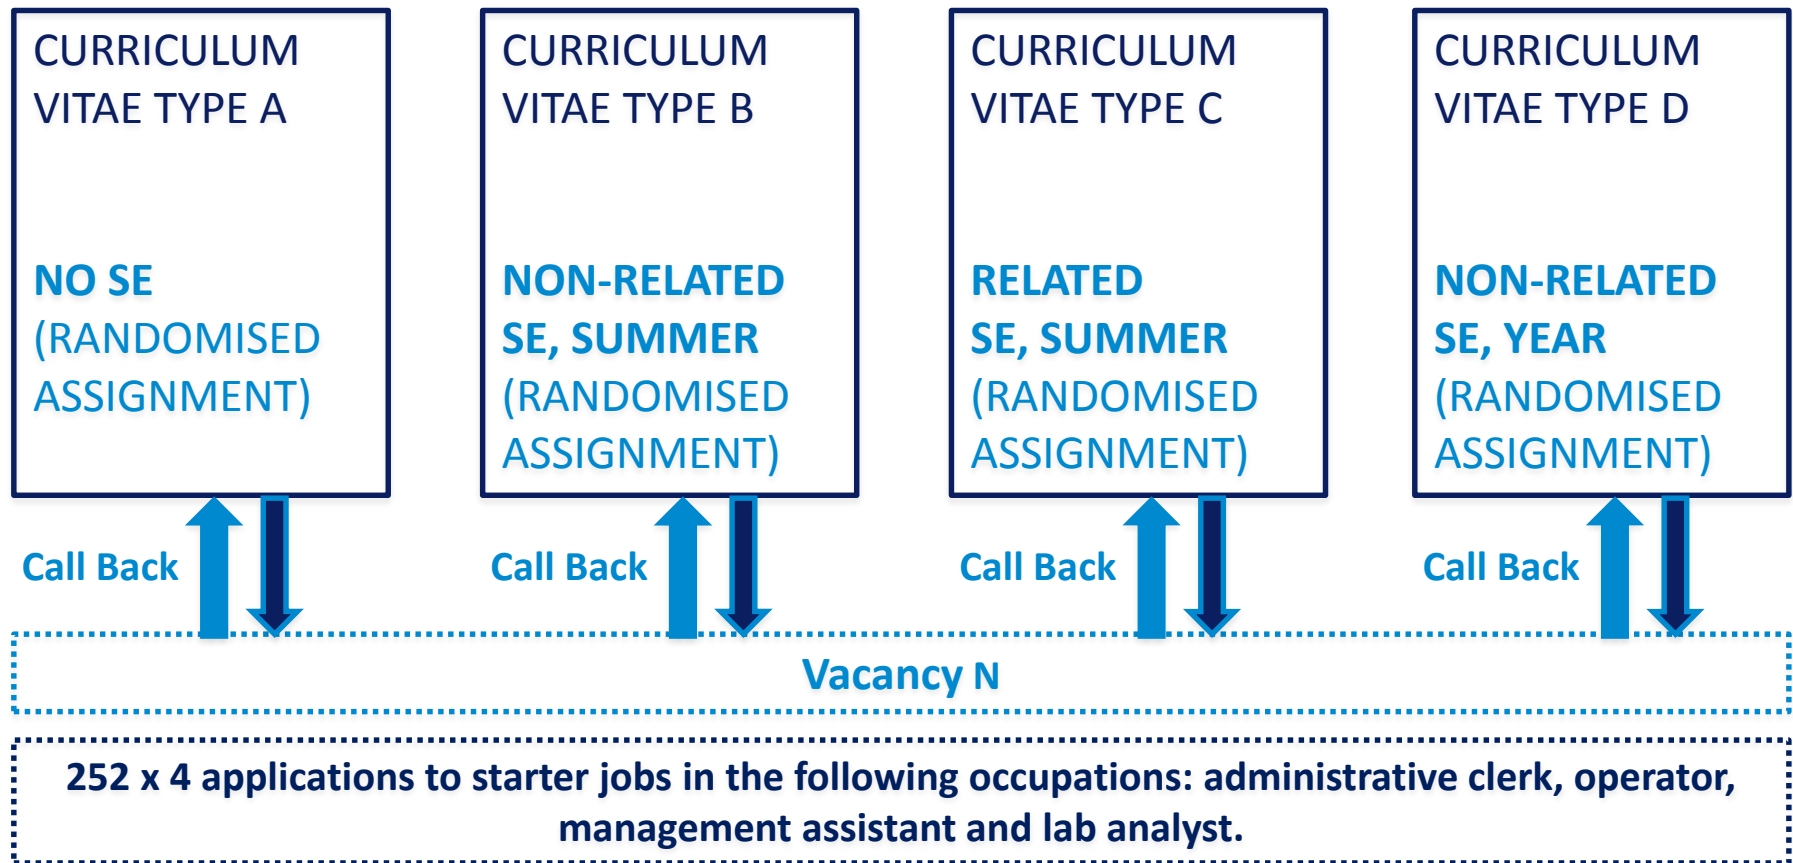 CURRICULUM
VITAE TYPE A
NO SE
(RANDOMISED
ASSIGNMENT)
CURRICULUM
VITAE TYPE B
NON-RELATED
SE, SUMMER
(RANDOMISED
ASSIGNMENT)
CURRICULUM
VITAE TYPE C
RELATED
SE, SUMMER
(RANDOMISED
ASSIGNMENT)
CURRICULUM
VITAE TYPE D
NON-RELATED
SE, YEAR
(RANDOMISED
ASSIGNMENT)
Call Back
Call Back
Call Back
Call Back
Vacancy N
252 x 4 applications to starter jobs in the following occupations: administrative clerk, operator,
management assistant and lab analyst.